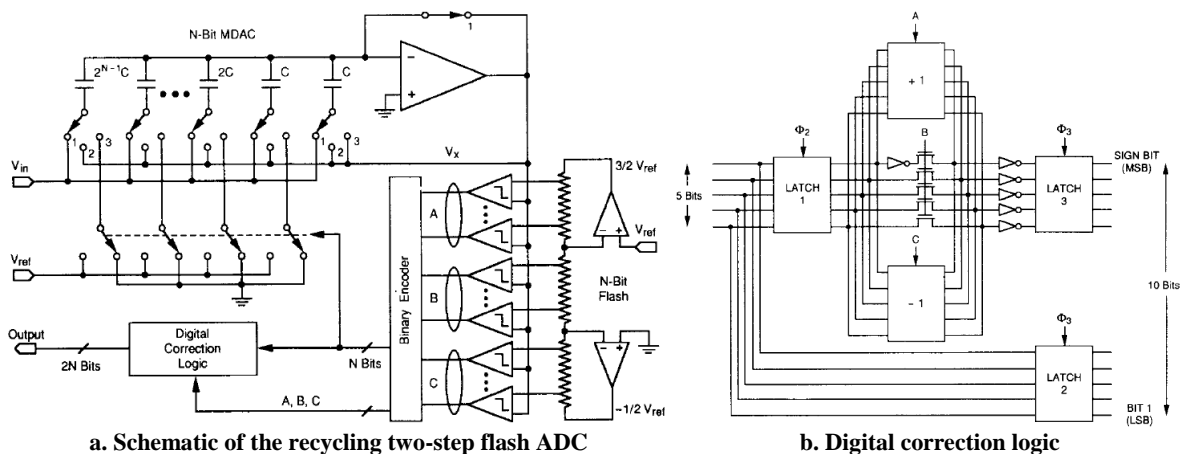 N-Bit MDAC
1
2^{N-1}C
2C
C
C
−
+
1
2
3
1
2
3
V_in
V_x
3/2 V_ref
A
− +
V_ref
B
N-Bit
Flash
C
− +
~1/2 V_ref
Binary Encoder
V_ref
Output
2N Bits
Digital
Correction
Logic
N Bits
A, B, C
a. Schematic of the recycling two-step flash ADC
A
+ 1
B
Φ2
LATCH
1
5 Bits
Φ3
LATCH
3
SIGN BIT
(MSB)
C
− 1
10 Bits
Φ3
LATCH
2
BIT 1
(LSB)
b. Digital correction logic